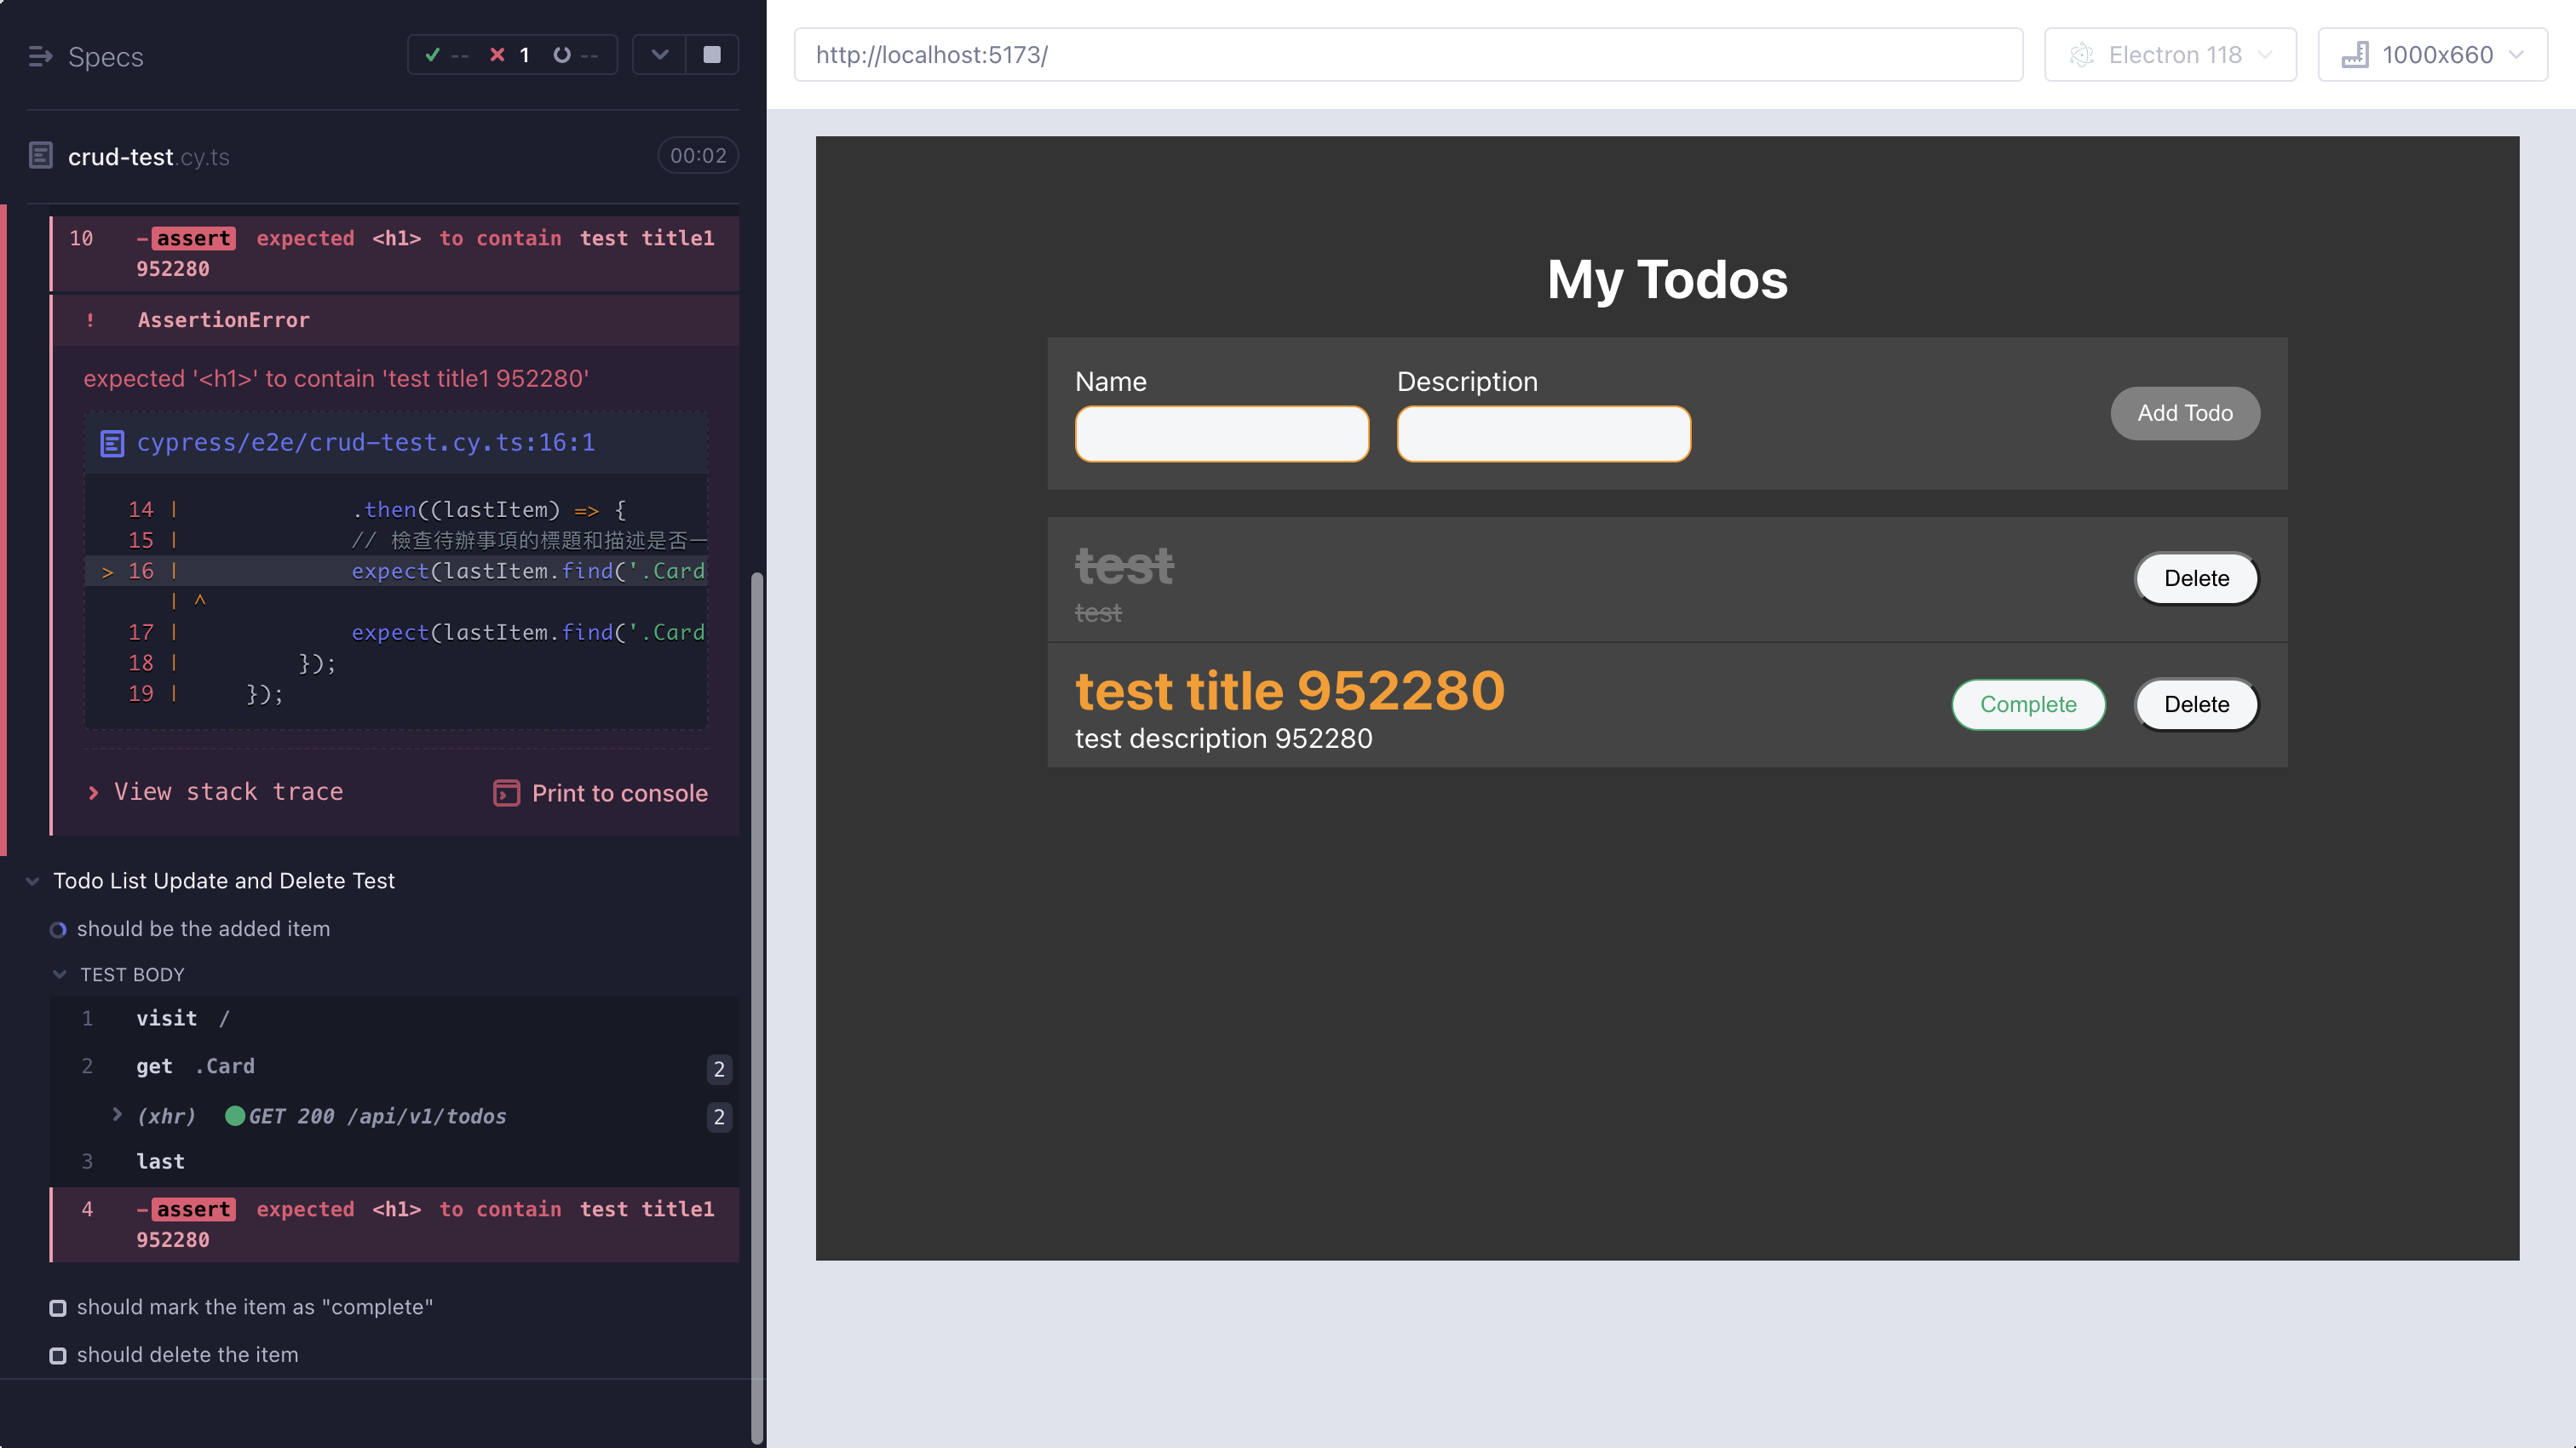 Specs
-- 1 --
crud-test.cy.ts
00:02
10 -assert expected <h1> to contain test title1
952280
! AssertionError
expected '<h1>' to contain 'test title1 952280'
cypress/e2e/crud-test.cy.ts:16:1
14 | .then((lastItem) => {
15 | // 檢查待辦事項的標題和描述是否一
> 16 | expect(lastItem.find('.Card
| ^
17 | expect(lastItem.find('.Card
18 | });
19 | });
View stack trace
Print to console
Todo List Update and Delete Test
should be the added item
TEST BODY
1 visit /
2 get .Card 2
(xhr) GET 200 /api/v1/todos 2
3 last
4 -assert expected <h1> to contain test title1
952280
should mark the item as "complete"
should delete the item
http://localhost:5173/
Electron 118
1000x660
My Todos
Name Description
Add Todo
test
test
Delete
test title 952280
test description 952280
Complete Delete